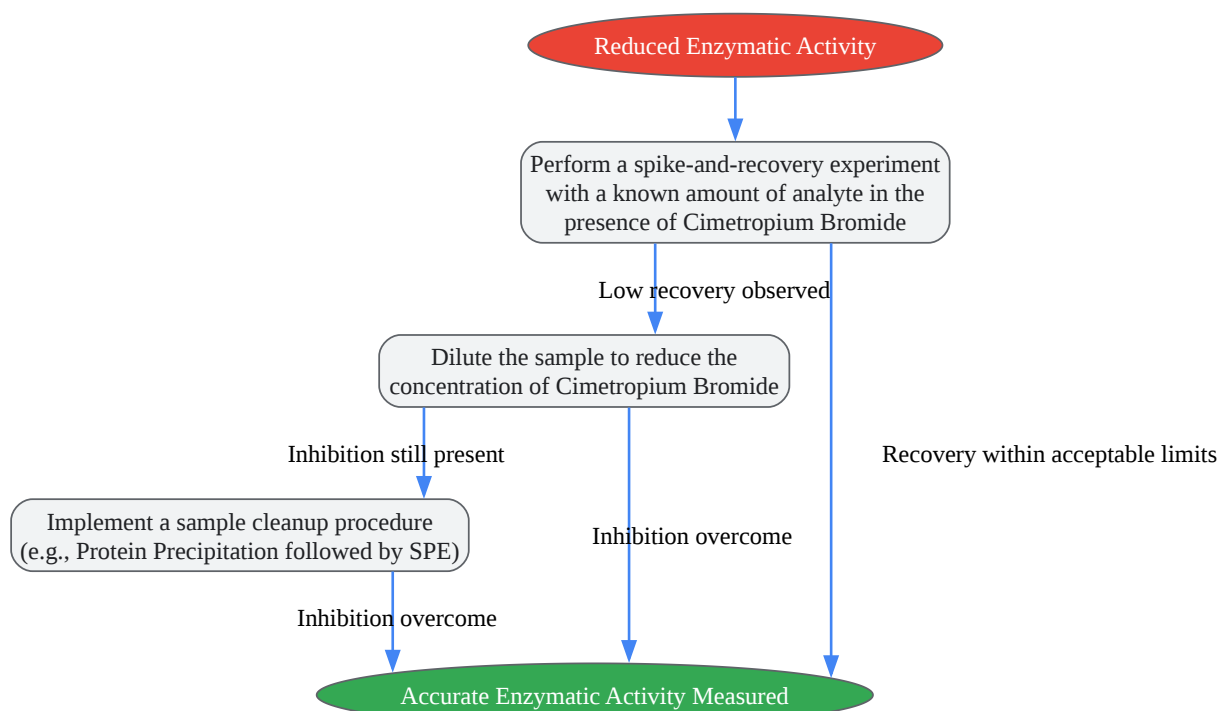 Reduced Enzymatic Activity
Perform a spike-and-recovery experiment
with a known amount of analyte in the
presence of Cimetropium Bromide
Low recovery observed
Dilute the sample to reduce the
concentration of Cimetropium Bromide
Inhibition still present
Recovery within acceptable limits
Implement a sample cleanup procedure
(e.g., Protein Precipitation followed by SPE)
Inhibition overcome
Inhibition overcome
Accurate Enzymatic Activity Measured